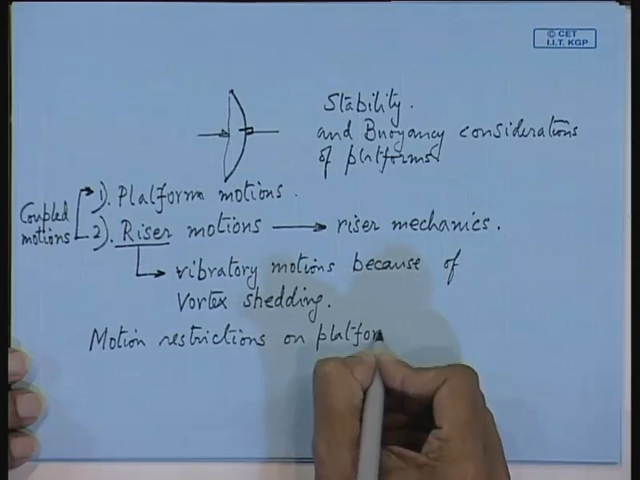 © CET
I.I.T. KGP
Stability.
and Buoyancy considerations
of platforms
Coupled
motions
1). Platform motions.
2). Riser motions → riser mechanics.
→ vibratory motions because of
Vortex shedding.
Motion restrictions on platfor